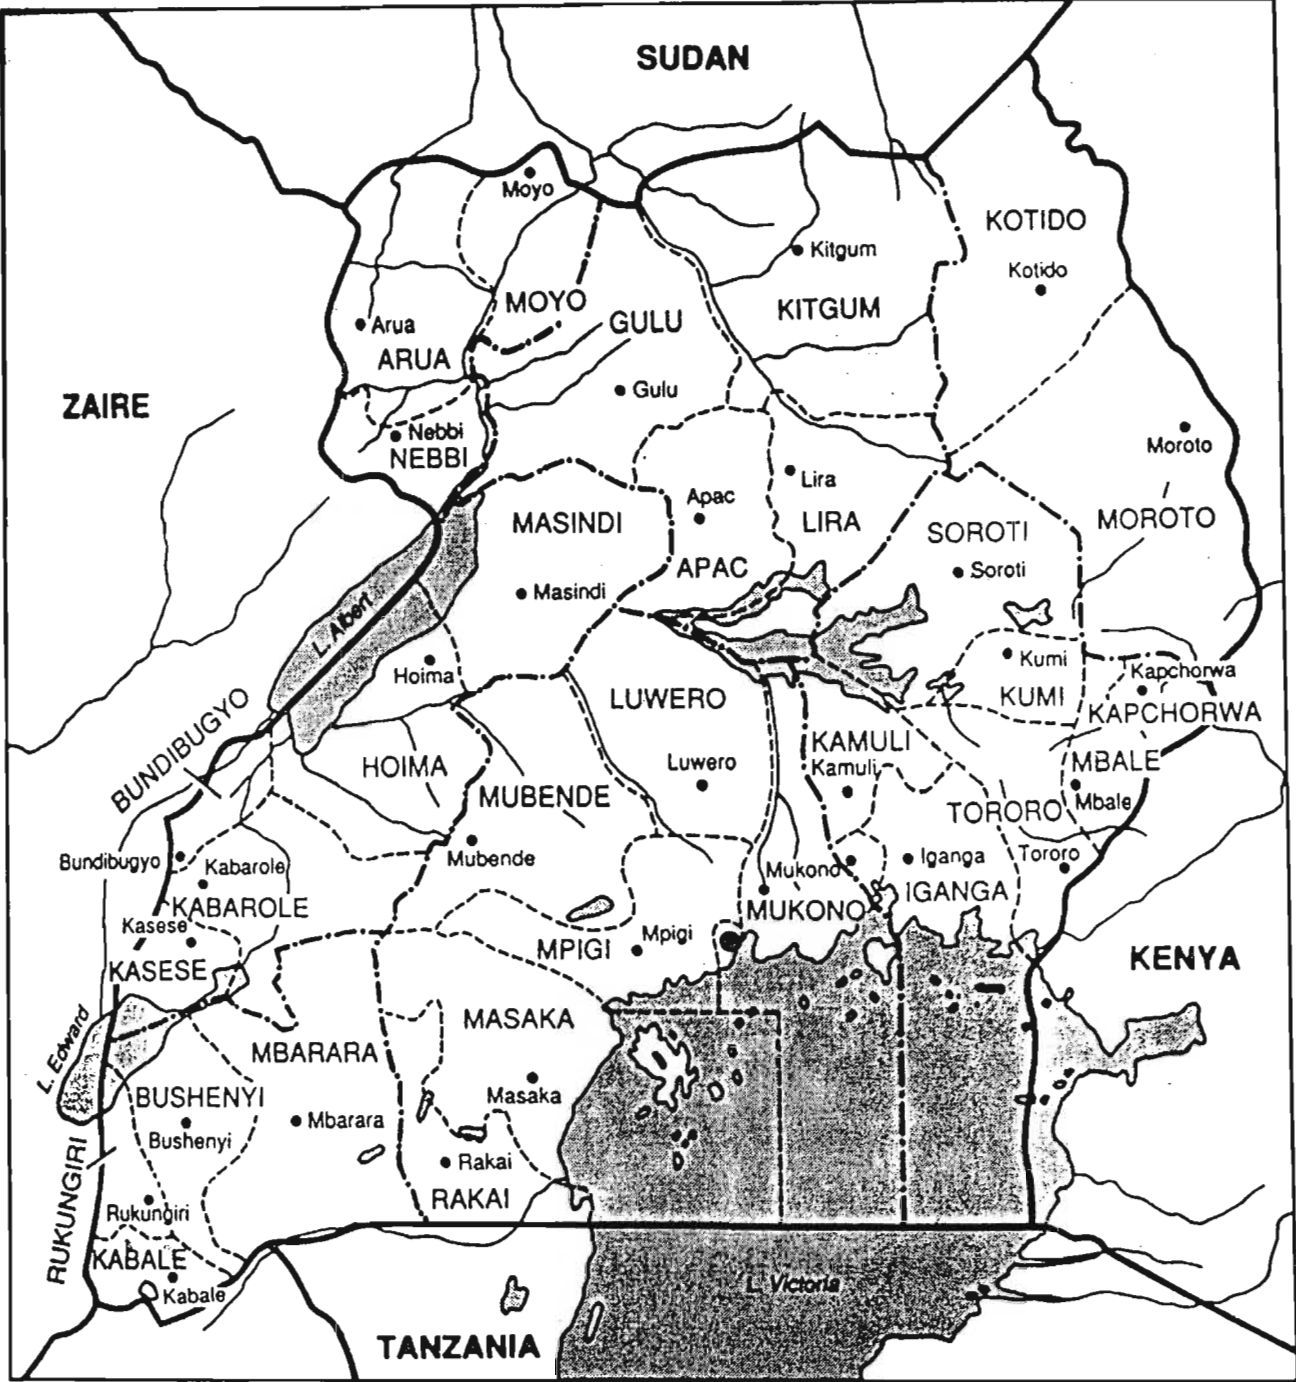 SUDAN
Moyo
KOTIDO
Kitgum
Kotido
MOYO
KITGUM
GULU
Arua
ARUA
Gulu
ZAIRE
Nebbi
NEBBI
Moroto
Lira
Apac
MASINDI
LIRA
MOROTO
SOROTI
APAC
Soroti
Masindi
L. Albert
Kumi
Hoima
Kapchorwa
LUWERO
KUMI
KAPCHORWA
BUNDIBUGYO
KAMULI
HOIMA
Luwero
Kamuli
MBALE
MUBENDE
TORORO
Mbale
Bundibugyo
Mubende
Kabarole
Mukono
Iganga
Tororo
KABAROLE
MUKONO
IGANGA
Kasese
MPIGI
Mpigi
KENYA
KASESE
L. Edward
MASAKA
MBARARA
BUSHENYI
Masaka
Bushenyi
Mbarara
RUKUNGIRI
Rakai
RAKAI
Rukungiri
KABALE
Kabale
L. Victoria
TANZANIA